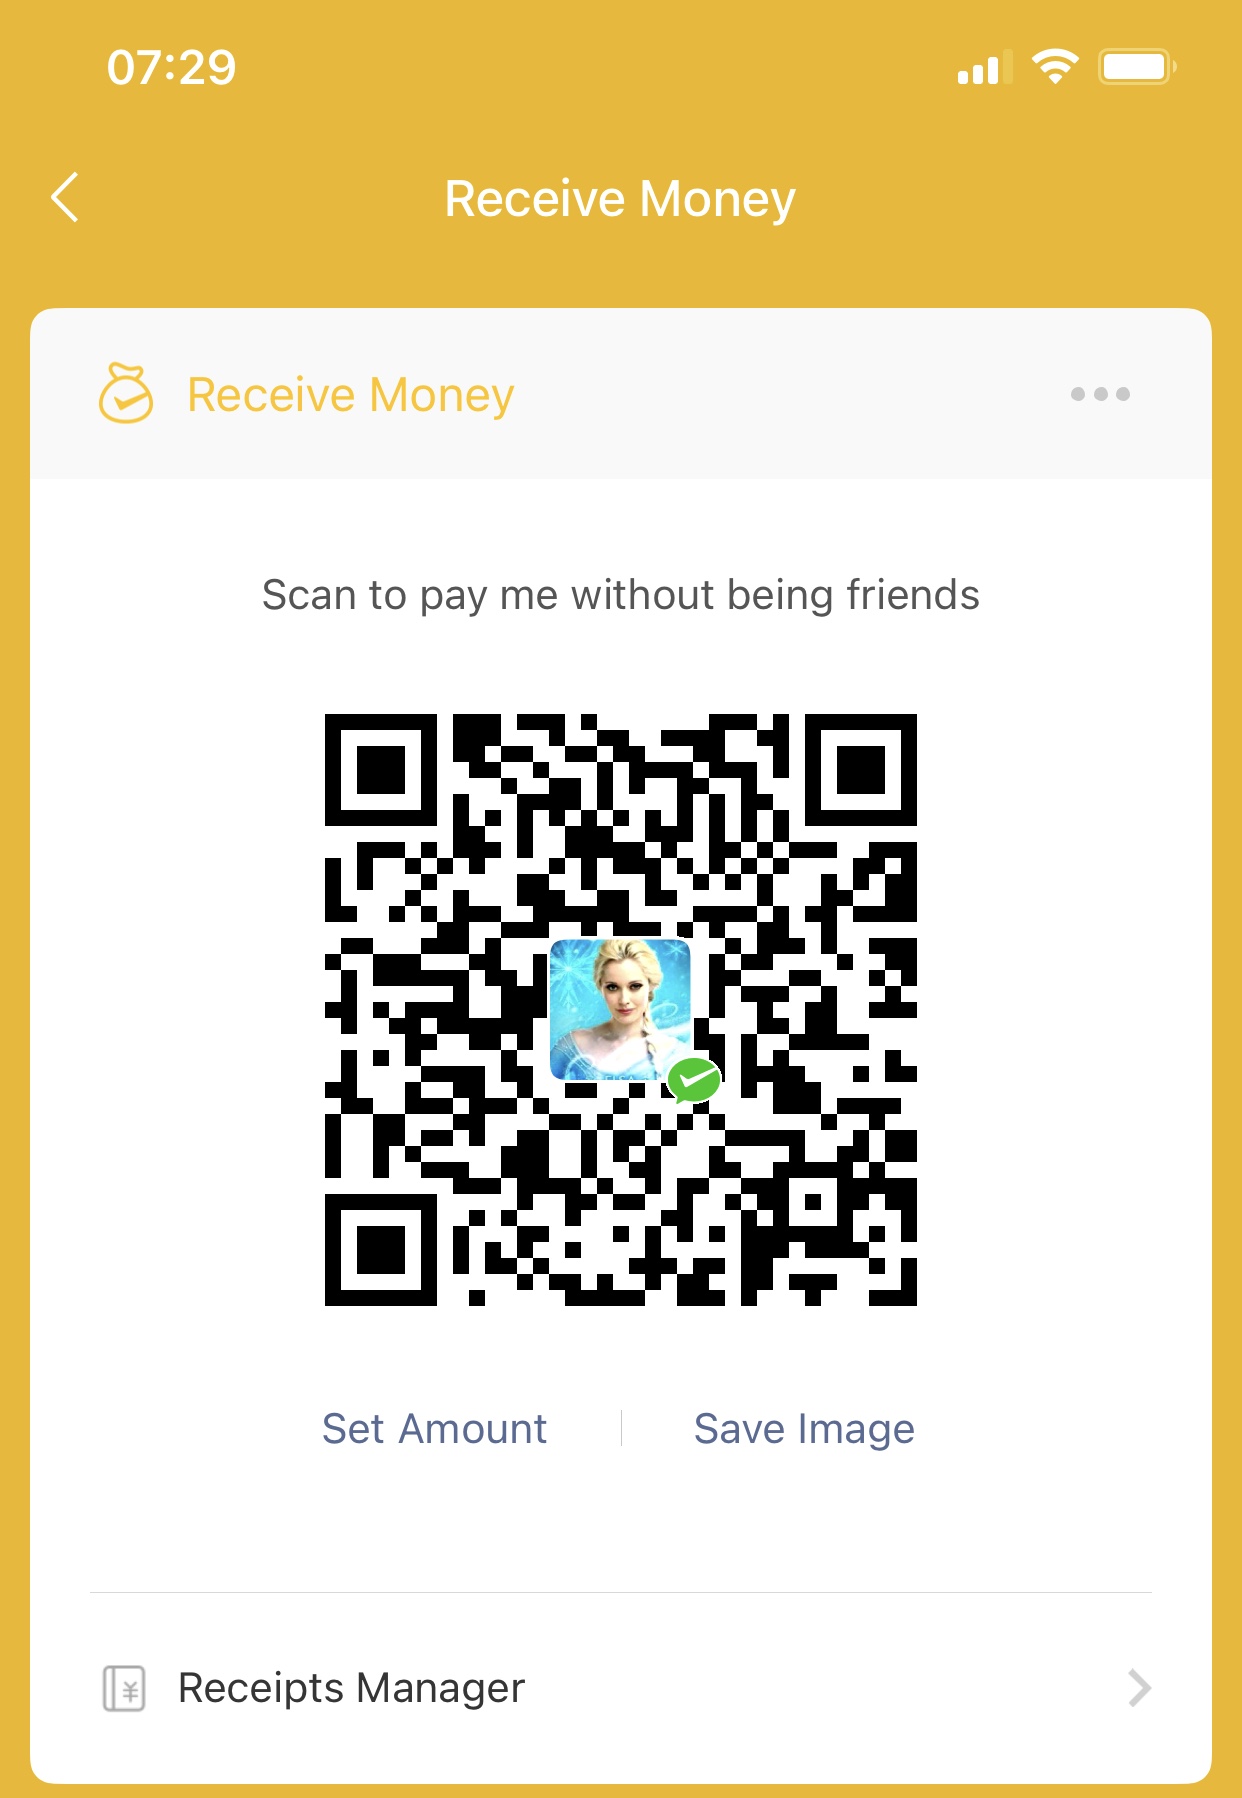 07:29
Receive Money
Receive Money
Scan to pay me without being friends
Set Amount
Save Image
Receipts Manager